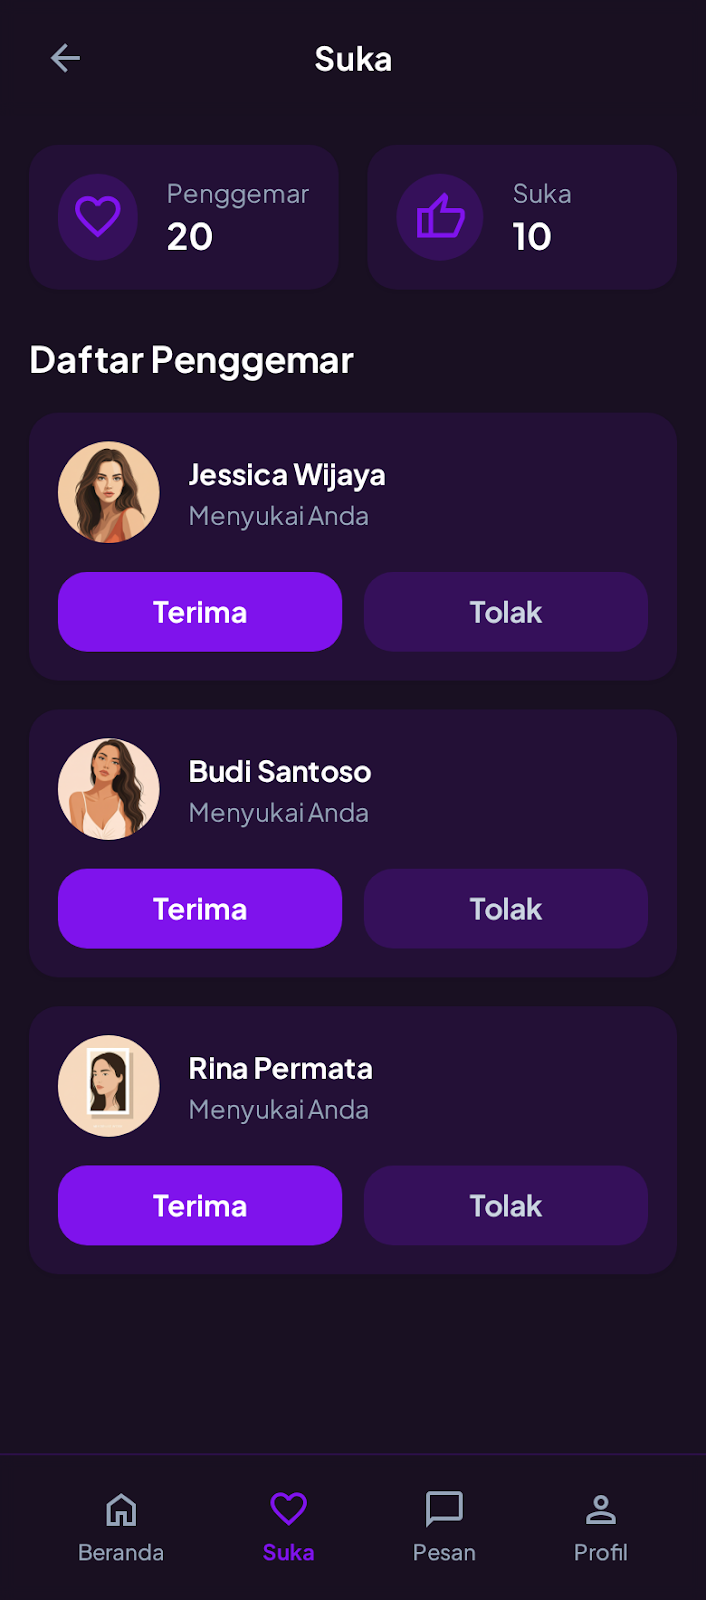 Suka
Penggemar
20
Suka
10
Daftar Penggemar
Jessica Wijaya
Menyukai Anda
Terima
Tolak
Budi Santoso
Menyukai Anda
Terima
Tolak
Rina Permata
Menyukai Anda
Terima
Tolak
Beranda
Suka
Pesan
Profil